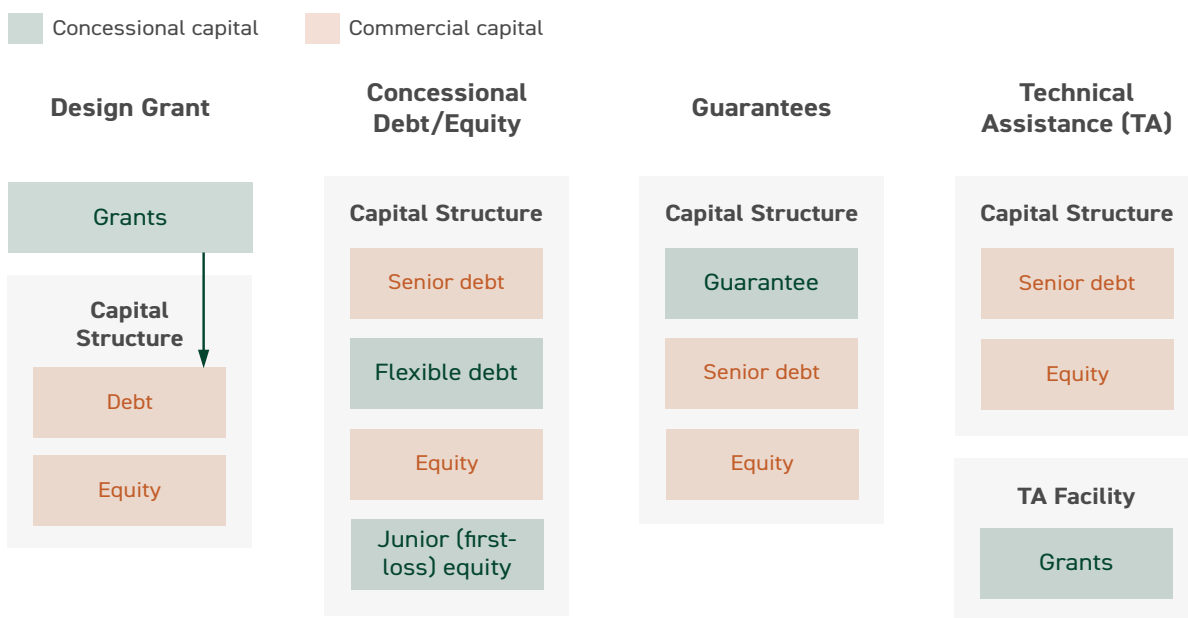 Concessional capital
Commercial capital
Design Grant
Grants
Capital
Structure
Debt
Equity
Concessional
Debt/Equity
Capital Structure
Senior debt
Flexible debt
Equity
Junior (first-
loss) equity
Guarantees
Capital Structure
Guarantee
Senior debt
Equity
Technical
Assistance (TA)
Capital Structure
Senior debt
Equity
TA Facility
Grants